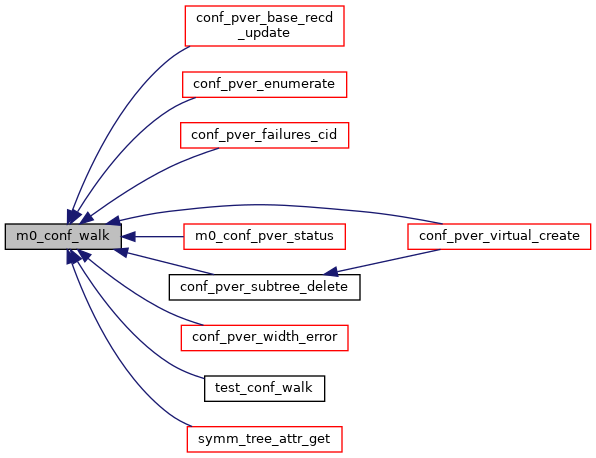 conf_pver_base_recd
_update
conf_pver_enumerate
conf_pver_failures_cid
m0_conf_walk
m0_conf_pver_status
conf_pver_virtual_create
conf_pver_subtree_delete
conf_pver_width_error
test_conf_walk
symm_tree_attr_get